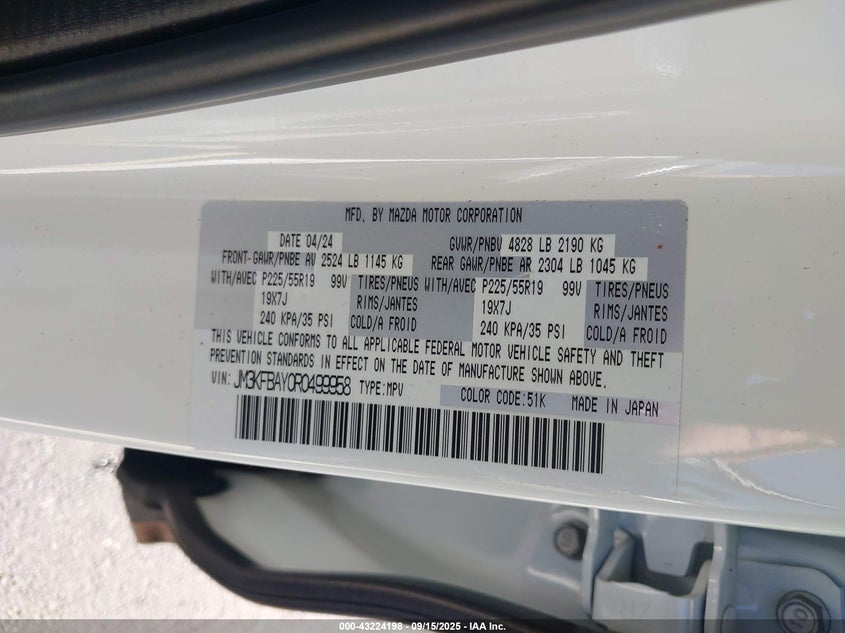 MFD. BY MAZDA MOTOR CORPORATION
DATE 04/24 GVWR/PNBV 4828 LB 2190 KG
FRONT-GAWR/PNBE AV 2524 LB 1145 KG REAR GAWR/PNBE AR 2304 LB 1045 KG
WITH/AVEC P225/55R19 99V TIRES/PNEUS WITH/AVEC P225/55R19 99V TIRES/PNEUS
19X7J RIMS/JANTES 19X7J RIMS/JANTES
240 KPA/35 PSI COLD/A FROID 240 KPA/35 PSI COLD/A FROID
THIS VEHICLE CONFORMS TO ALL APPLICABLE FEDERAL MOTOR VEHICLE SAFETY AND THEFT
PREVENTION STANDARDS IN EFFECT ON THE DATE OF MANUFACTURE SHOWN ABOVE.
VIN: JM3KFBAY0R0499958 TYPE:MPV COLOR CODE:51K MADE IN JAPAN
000-43224198 - 09/15/2025 - IAA Inc.